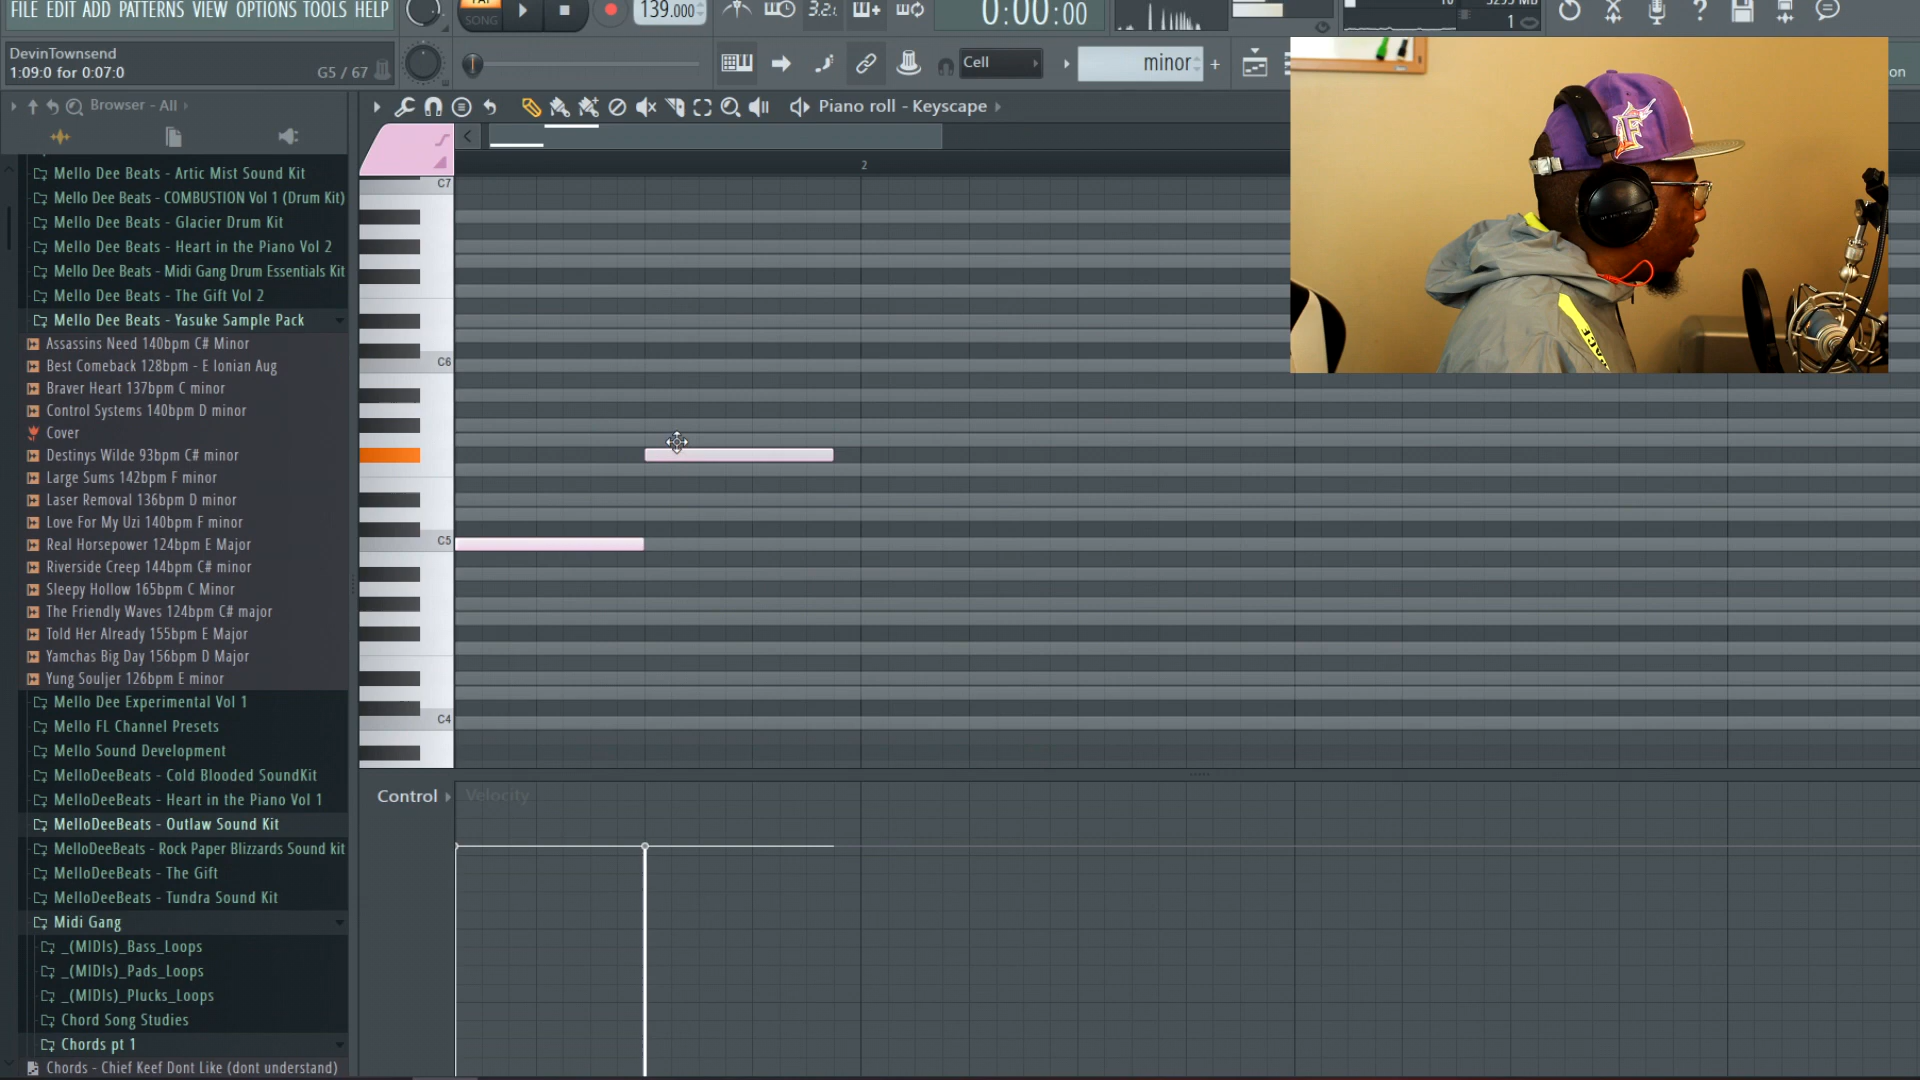 FILE EDIT ADD PATTERNS VIEW OPTIONS TOOLS HELP
PAT
SONG
139.000
3.2.
0:00:00
10
3293 MB
1
DevinTownsend
1:09:0 for 0:07:0
G5 / 67
Cell
minor
Browser - All
Piano roll - Keyscape
2
Mello Dee Beats - Artic Mist Sound Kit
Mello Dee Beats - COMBUSTION Vol 1 (Drum Kit)
Mello Dee Beats - Glacier Drum Kit
Mello Dee Beats - Heart in the Piano Vol 2
Mello Dee Beats - Midi Gang Drum Essentials Kit
Mello Dee Beats - The Gift Vol 2
Mello Dee Beats - Yasuke Sample Pack
Assassins Need 140bpm C# Minor
Best Comeback 128bpm - E Ionian Aug
Braver Heart 137bpm C minor
Control Systems 140bpm D minor
Cover
Destinys Wilde 93bpm C# minor
Large Sums 142bpm F minor
Laser Removal 136bpm D minor
Love For My Uzi 140bpm F minor
Real Horsepower 124bpm E Major
Riverside Creep 144bpm C# minor
Sleepy Hollow 165bpm C Minor
The Friendly Waves 124bpm C# major
Told Her Already 155bpm E Major
Yamchas Big Day 156bpm D Major
Yung Souljer 126bpm E minor
Mello Dee Experimental Vol 1
Mello FL Channel Presets
Mello Sound Development
MelloDeeBeats - Cold Blooded SoundKit
MelloDeeBeats - Heart in the Piano Vol 1
MelloDeeBeats - Outlaw Sound Kit
MelloDeeBeats - Rock Paper Blizzards Sound kit
MelloDeeBeats - The Gift
MelloDeeBeats - Tundra Sound Kit
Midi Gang
_(MIDIs)_Bass_Loops
_(MIDIs)_Pads_Loops
_(MIDIs)_Plucks_Loops
Chord Song Studies
Chords pt 1
Chords - Chief Keef Dont Like (dont understand)
C7
C6
C5
C4
Control
Velocity
F